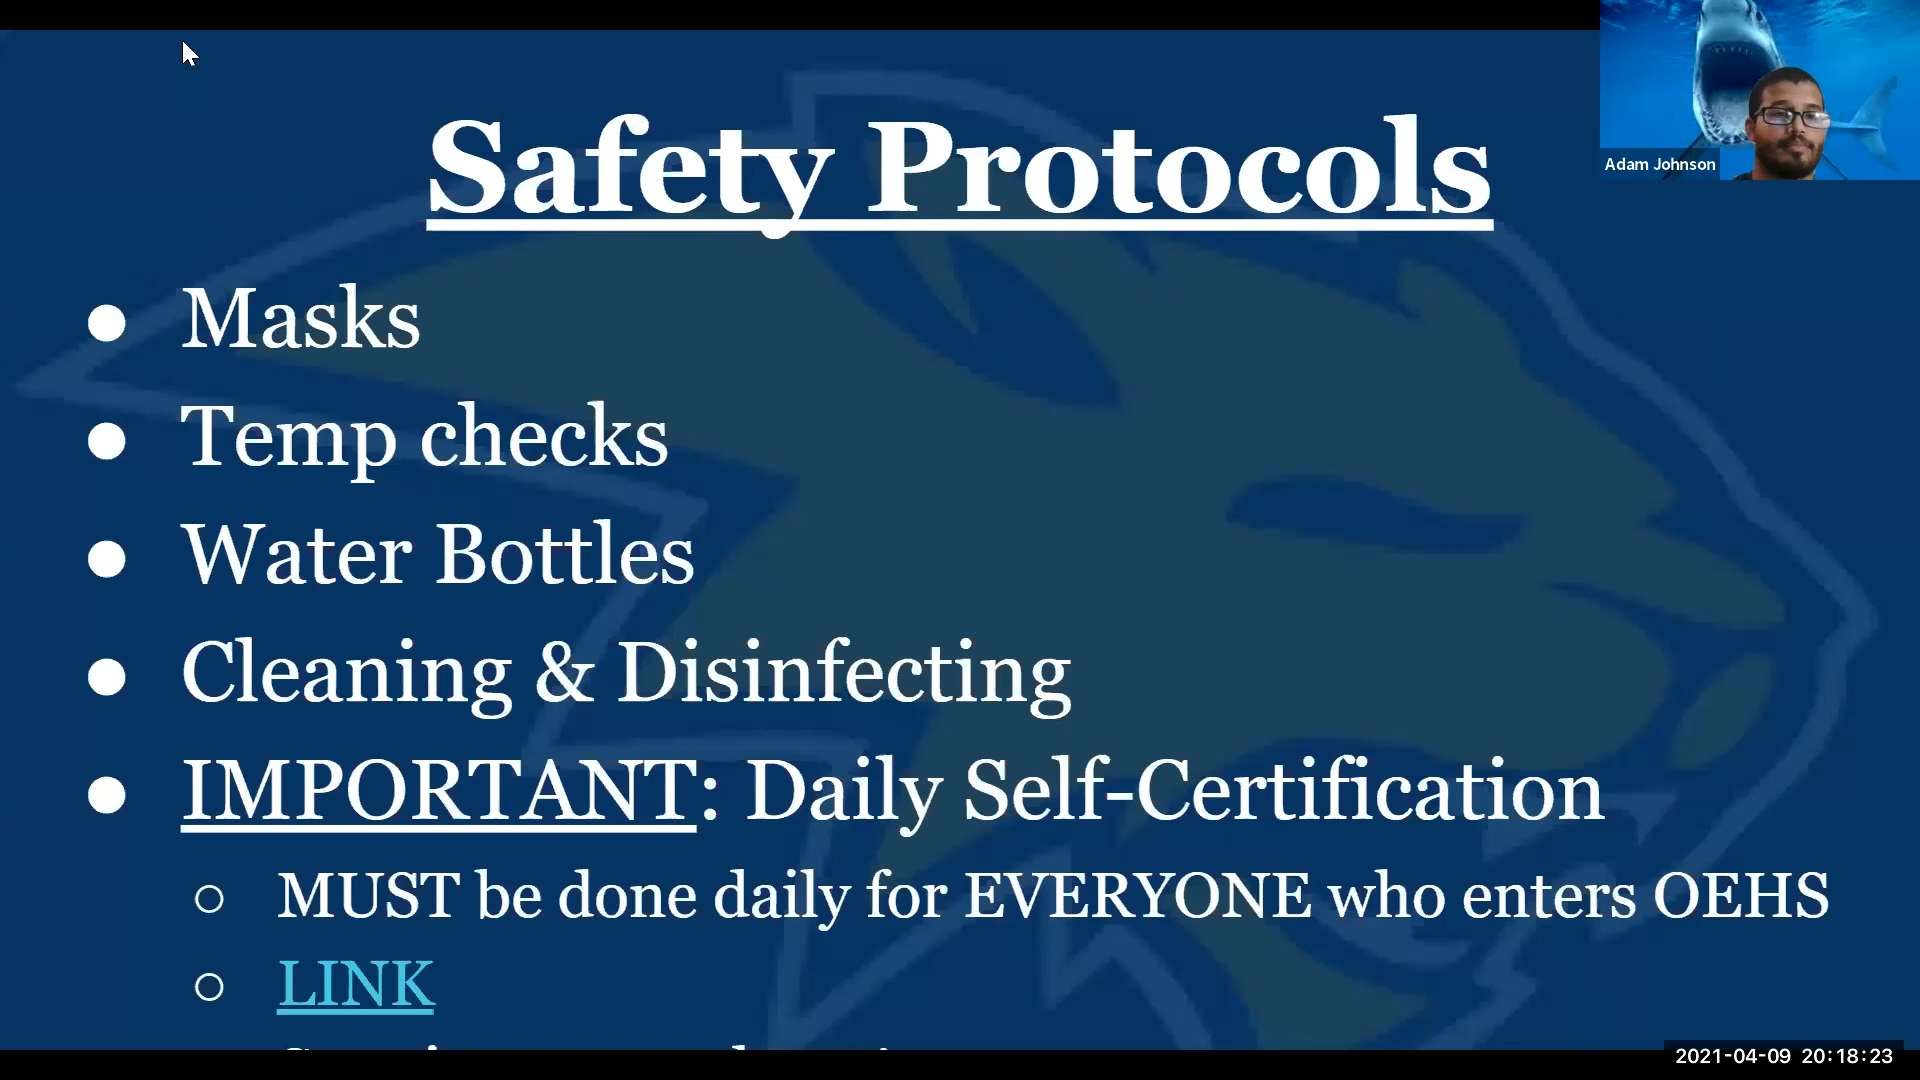 Safety Protocols
Adam Johnson
● Masks
● Temp checks
● Water Bottles
● Cleaning & Disinfecting
● IMPORTANT: Daily Self-Certification
○ MUST be done daily for EVERYONE who enters OEHS
○ LINK
2021-04-09 20:18:23